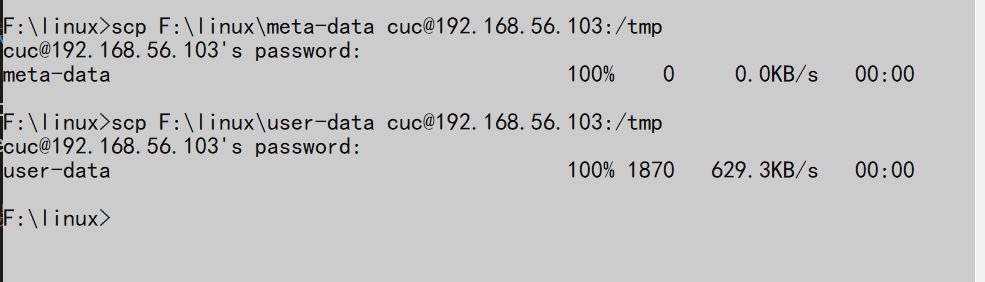 F:\linux>scp F:\linux\meta-data cuc@192.168.56.103:/tmp
cuc@192.168.56.103's password:
meta-data 100% 0 0.0KB/s 00:00
F:\linux>scp F:\linux\user-data cuc@192.168.56.103:/tmp
cuc@192.168.56.103's password:
user-data 100% 1870 629.3KB/s 00:00
F:\linux>